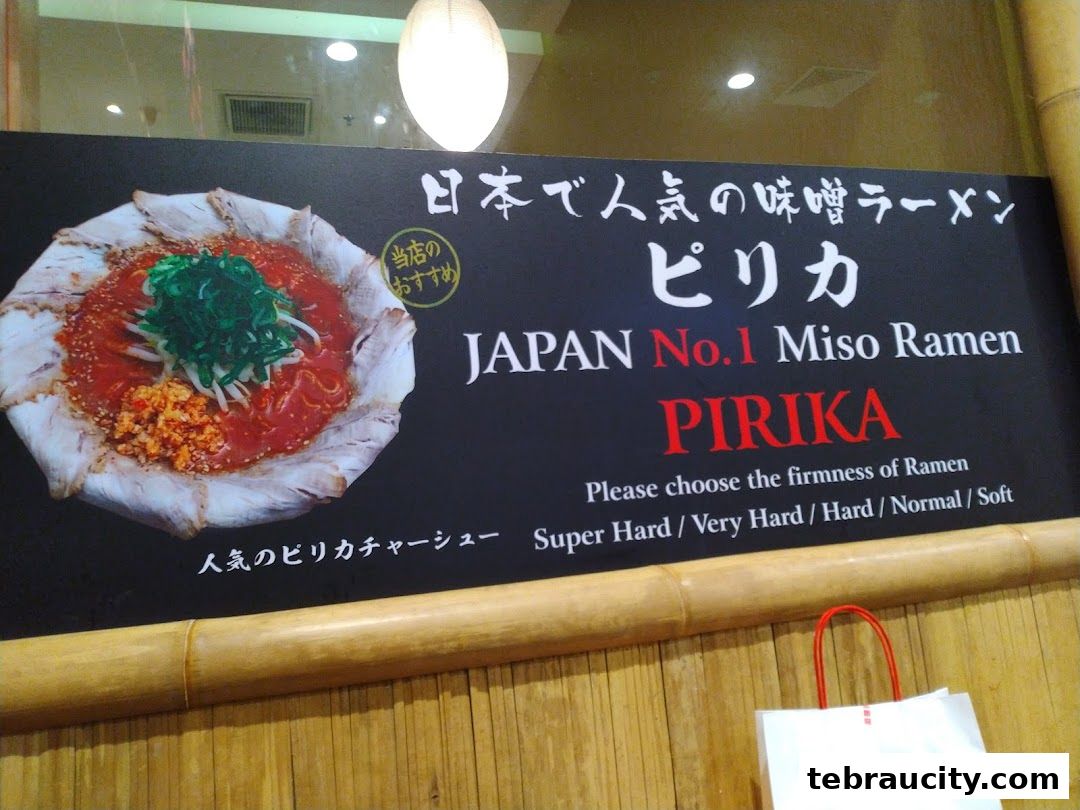 日本で人気の味噌ラーメン
当店の
おすすめ
ピリカ
JAPAN No.1 Miso Ramen
PIRIKA
Please choose the firmness of Ramen
Super Hard / Very Hard / Hard / Normal / Soft
人気のピリカチャーシュー
tebraucity.com